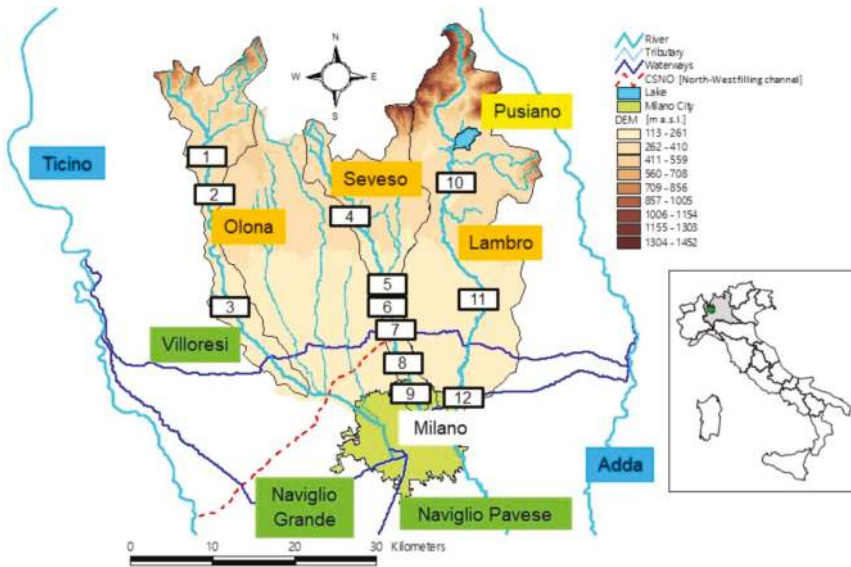 N
W
E
S
River
Tributary
Waterways
CSNO [North-Westfilling channel]
Lake
Milano City
DEM [m a.s.l.]
113 - 261
262 - 410
411 - 559
560 - 708
709 - 856
857 - 1005
1006 - 1154
1155 - 1303
1304 - 1452
Pusiano
Ticino
1
Seveso
10
2
4
Olona
Lambro
5
11
3
6
7
Villoresi
8
9
12
Milano
Adda
Naviglio
Grande
Naviglio Pavese
0
10
20
30
Kilometers